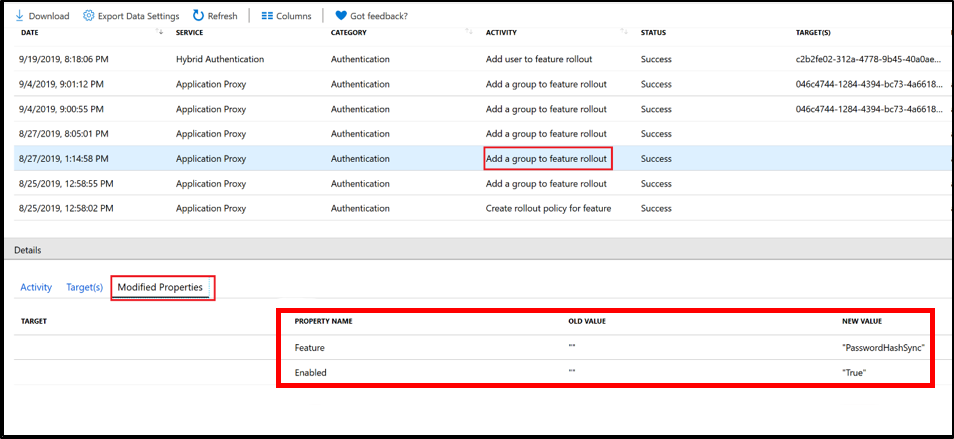 Download Export Data Settings Refresh Columns Got feedback?
DATE SERVICE CATEGORY ACTIVITY STATUS TARGET(S)
9/19/2019, 8:18:06 PM Hybrid Authentication Authentication Add user to feature rollout Success c2b2fe02-312a-4778-9b45-40a0ae...
9/4/2019, 9:01:12 PM Application Proxy Authentication Add a group to feature rollout Success 046c4744-1284-4394-bc73-4a6618...
9/4/2019, 9:00:55 PM Application Proxy Authentication Add a group to feature rollout Success 046c4744-1284-4394-bc73-4a6618...
8/27/2019, 8:05:01 PM Application Proxy Authentication Add a group to feature rollout Success
8/27/2019, 1:14:58 PM Application Proxy Authentication Add a group to feature rollout Success
8/25/2019, 12:58:55 PM Application Proxy Authentication Add a group to feature rollout Success
8/25/2019, 12:58:02 PM Application Proxy Authentication Create rollout policy for feature Success
Details
Activity Target(s) Modified Properties
TARGET PROPERTY NAME OLD VALUE NEW VALUE
Feature "" "PasswordHashSync"
Enabled "" "True"